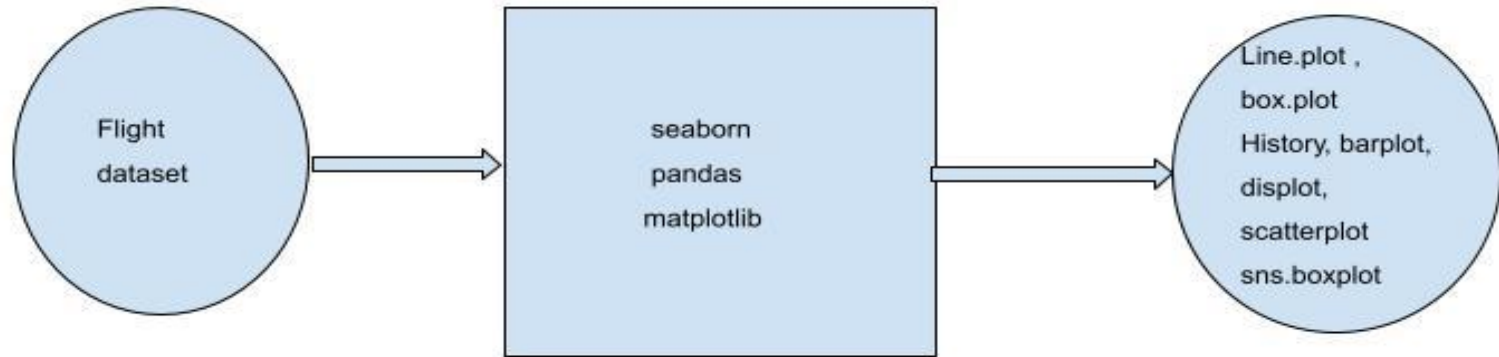 Flight
dataset
seaborn
pandas
matplotlib
Line.plot ,
box.plot
History, barplot,
displot,
scatterplot
sns.boxplot